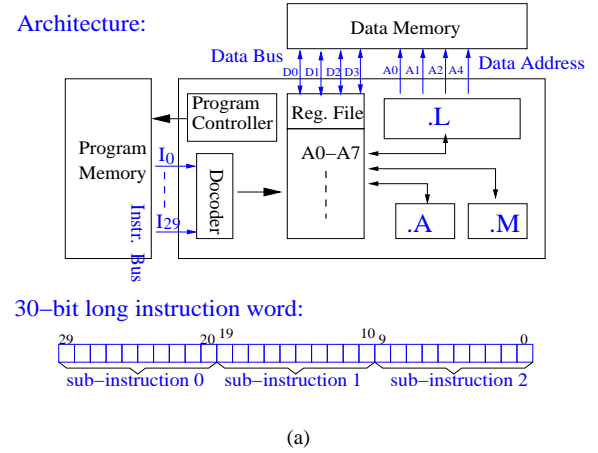 Architecture:
Data Memory
Data Bus
D0 D1 D2 D3
A0 A1 A2 A4
Data Address
Program Memory
Program Controller
Reg. File
.L
I0
A0–A7
Docoder
I29
Instr. Bus
.A
.M
30–bit long instruction word:
29 20 19 10 9 0
sub–instruction 0 sub–instruction 1 sub–instruction 2
(a)